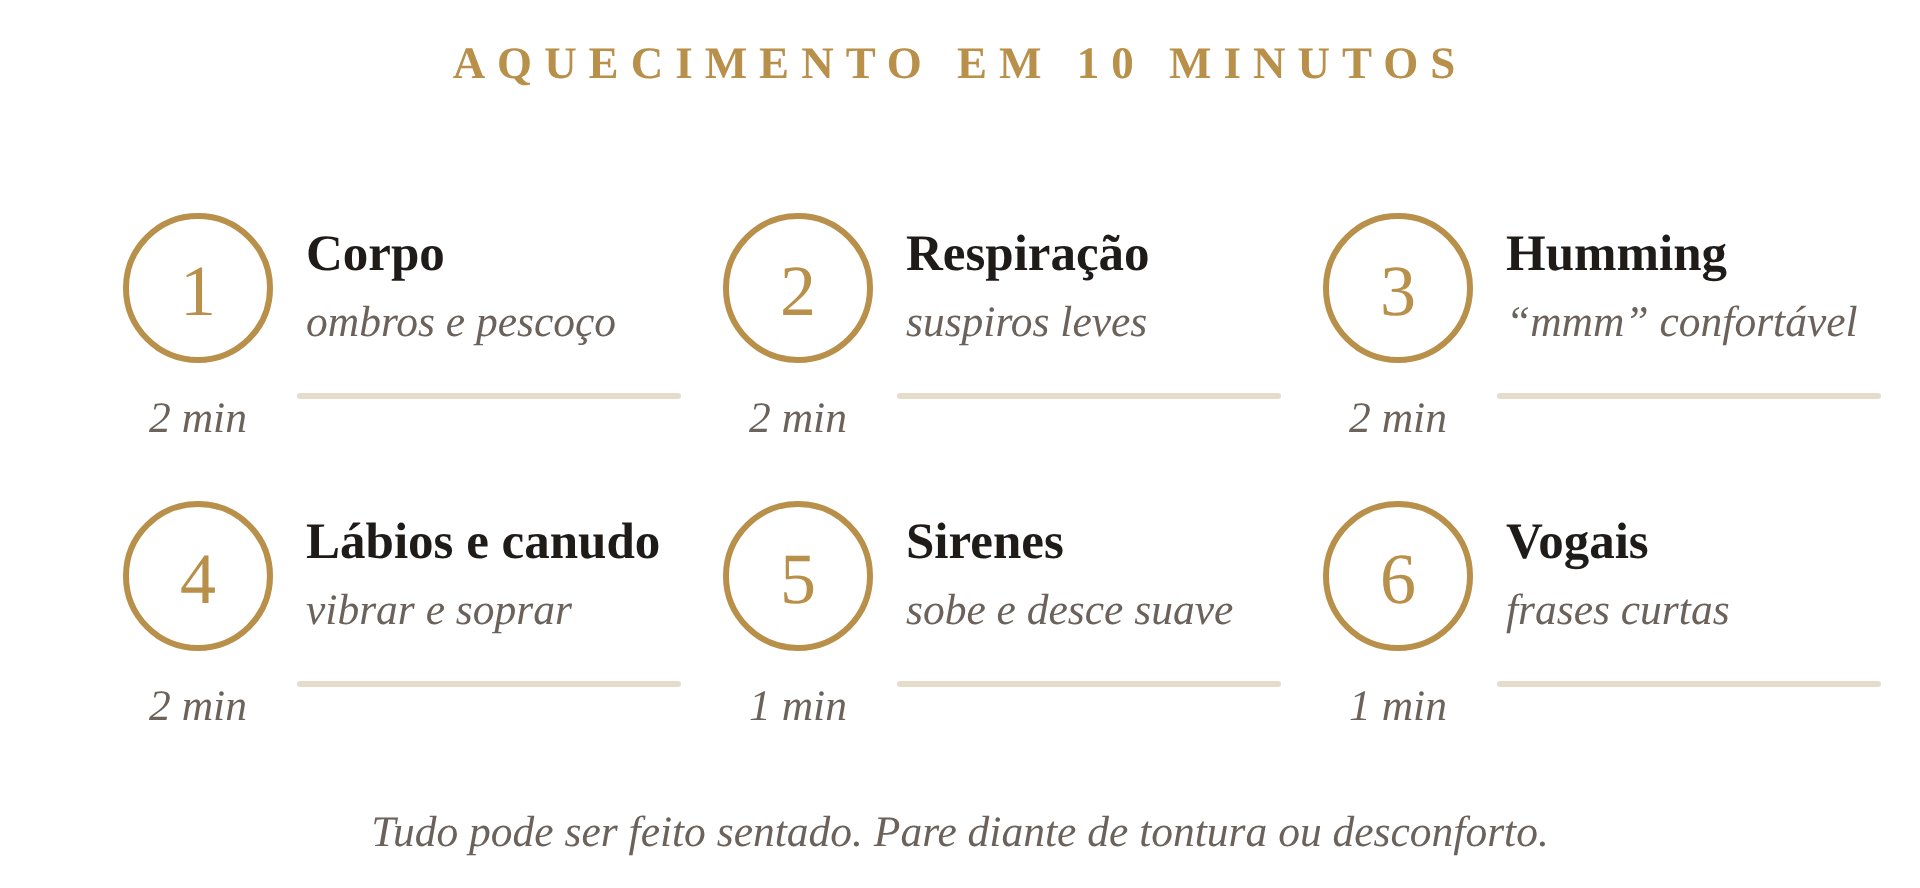 AQUECIMENTO EM 10 MINUTOS
1
Corpo
ombros e pescoço
2 min
2
Respiração
suspiros leves
2 min
3
Humming
“mmm” confortável
2 min
4
Lábios e canudo
vibrar e soprar
2 min
5
Sirenes
sobe e desce suave
1 min
6
Vogais
frases curtas
1 min
Tudo pode ser feito sentado. Pare diante de tontura ou desconforto.